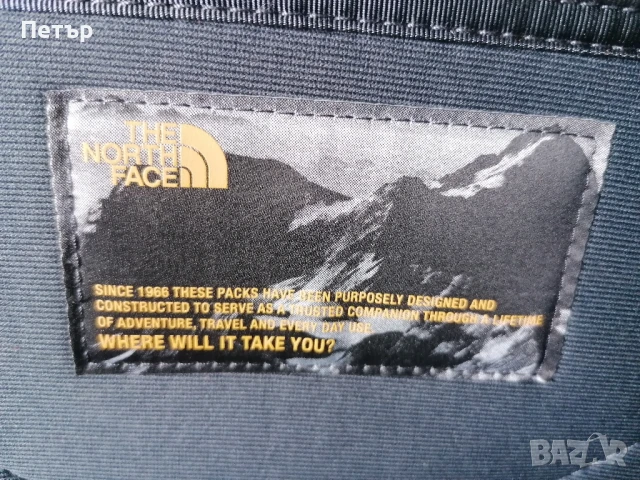 Петър
THE
NORTH
FACE
SINCE 1966 THESE PACKS HAVE BEEN PURPOSELY DESIGNED AND
CONSTRUCTED TO SERVE AS A TRUSTED COMPANION THROUGH A LIFETIME
OF ADVENTURE, TRAVEL AND EVERY DAY USE.
WHERE WILL IT TAKE YOU?
BAZAR